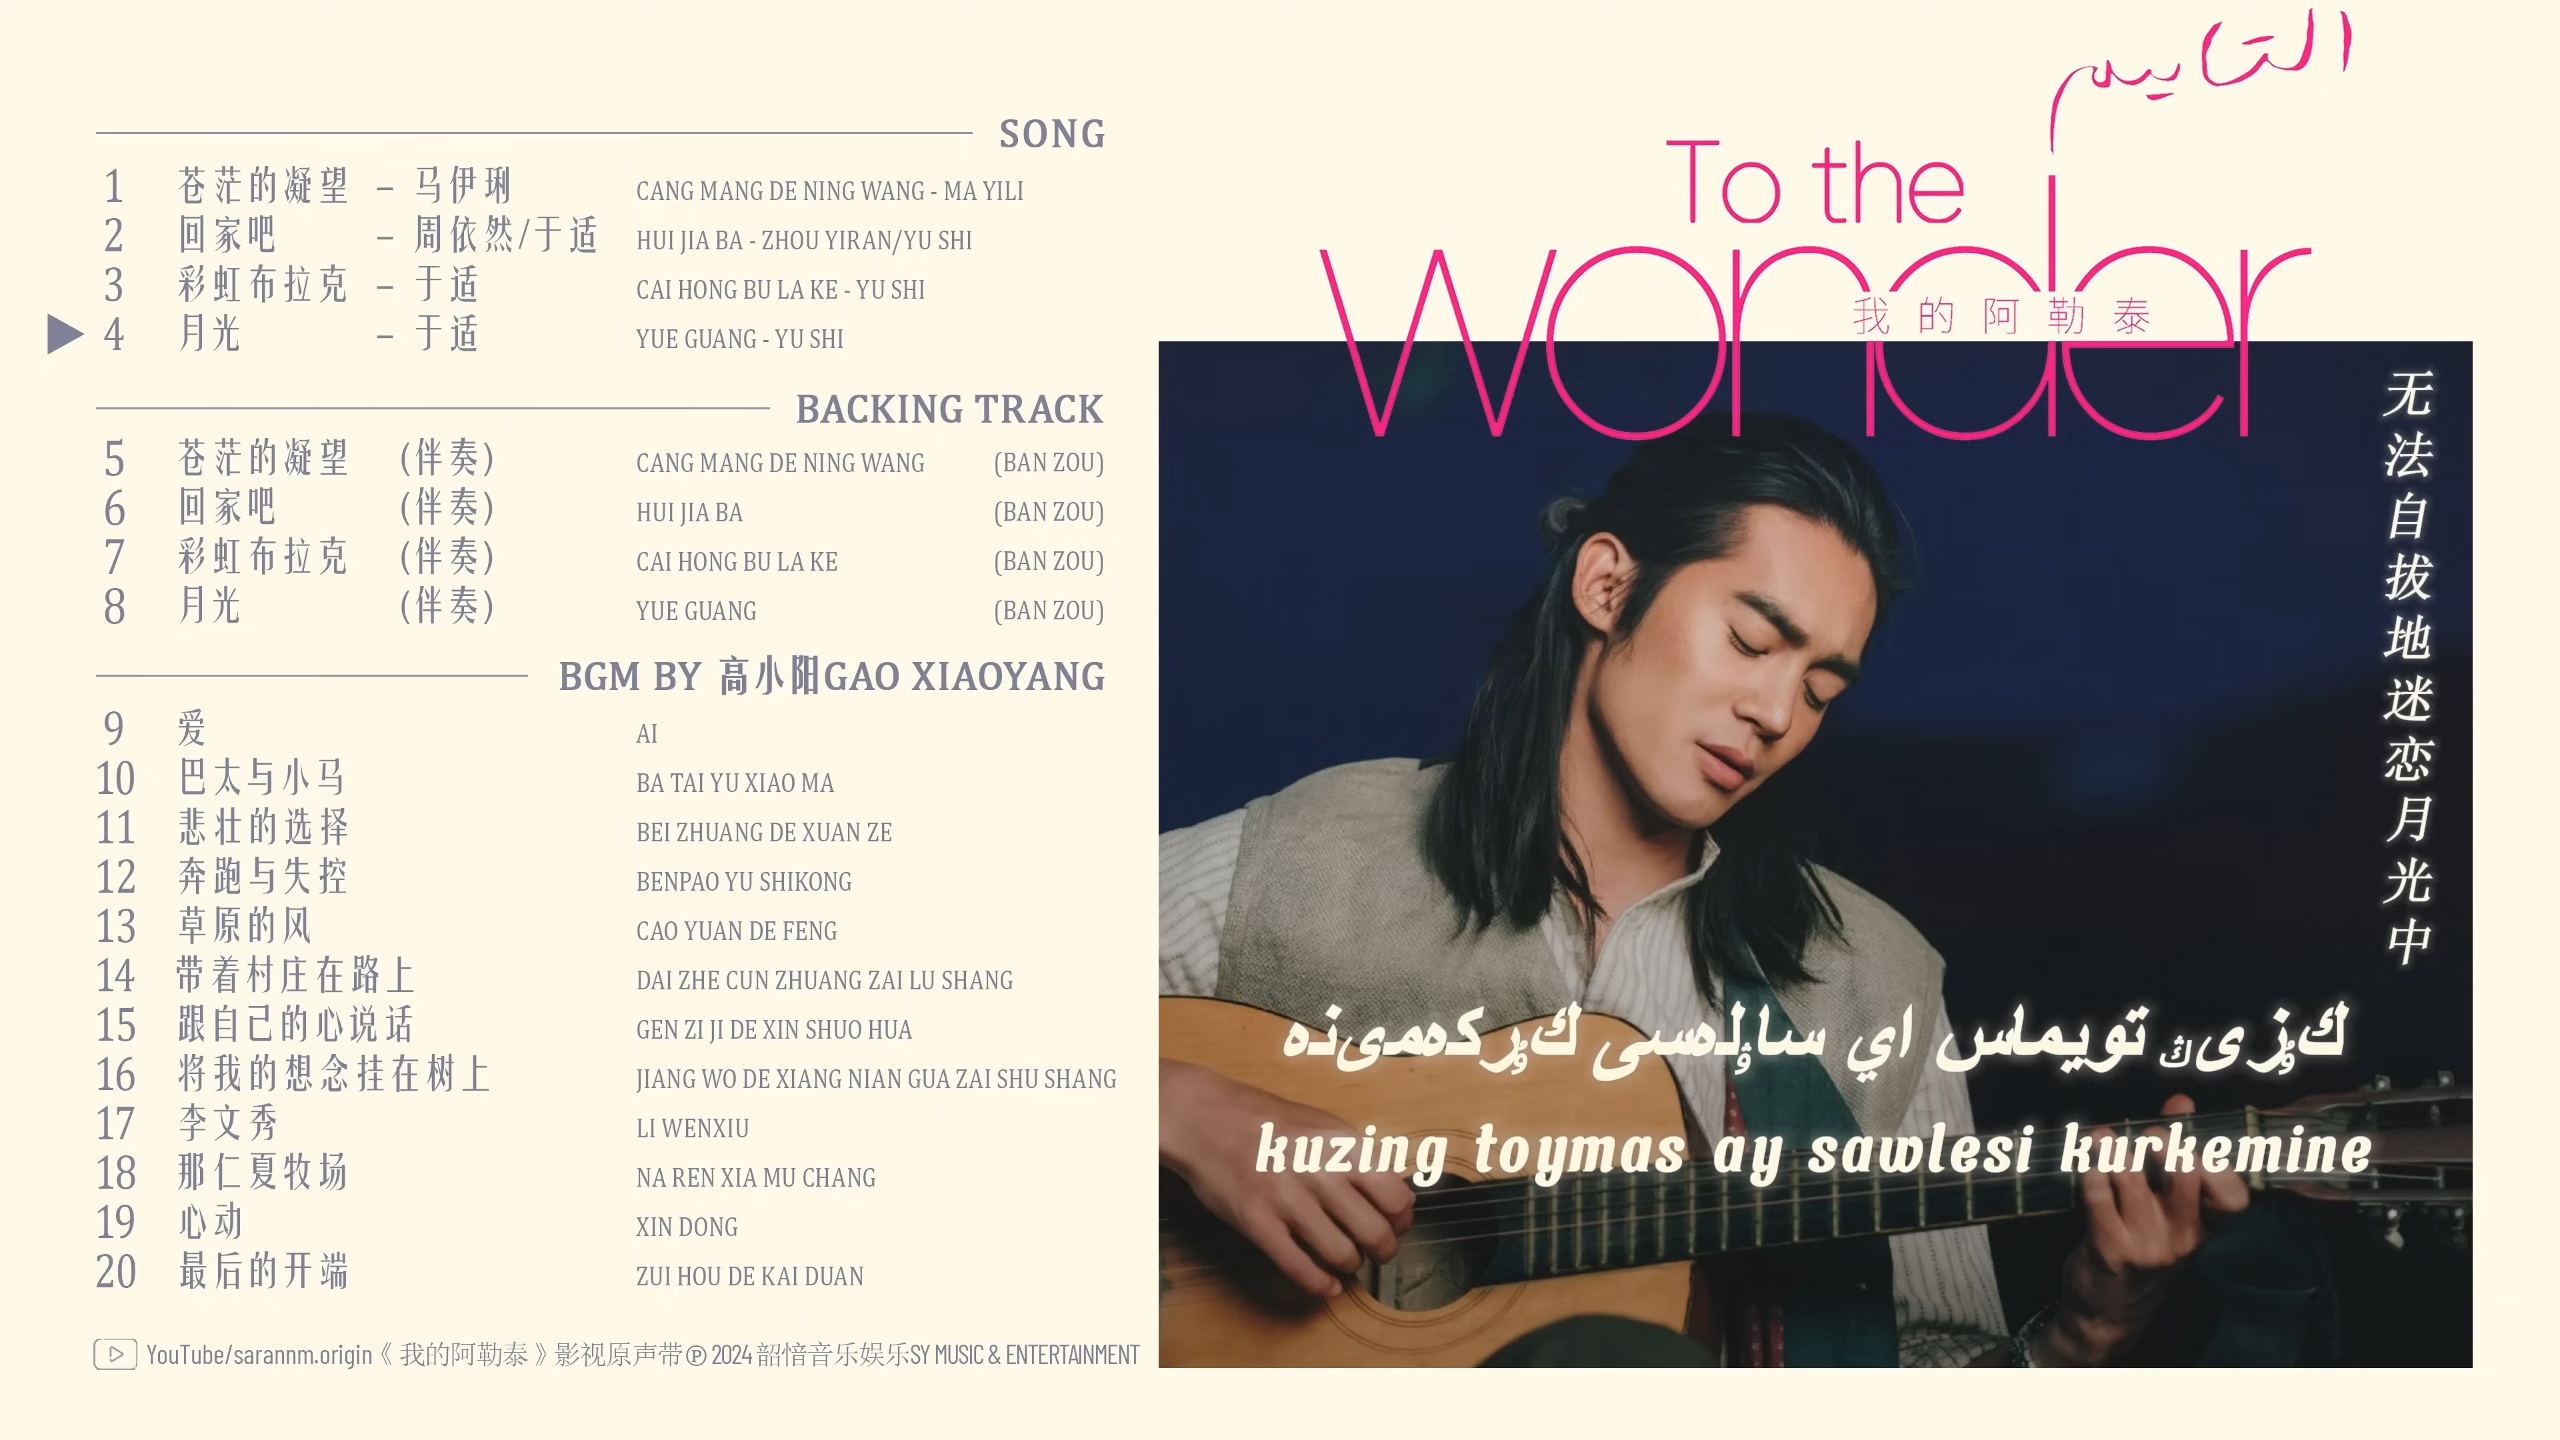 SONG
1 苍茫的凝望 – 马伊琍 CANG MANG DE NING WANG - MA YILI
2 回家吧 – 周依然/于适 HUI JIA BA - ZHOU YIRAN/YU SHI
3 彩虹布拉克 – 于适 CAI HONG BU LA KE - YU SHI
4 月光 – 于适 YUE GUANG - YU SHI
BACKING TRACK
5 苍茫的凝望 (伴奏) CANG MANG DE NING WANG (BAN ZOU)
6 回家吧 (伴奏) HUI JIA BA (BAN ZOU)
7 彩虹布拉克 (伴奏) CAI HONG BU LA KE (BAN ZOU)
8 月光 (伴奏) YUE GUANG (BAN ZOU)
BGM BY 高小阳GAO XIAOYANG
9 爱 AI
10 巴太与小马 BA TAI YU XIAO MA
11 悲壮的选择 BEI ZHUANG DE XUAN ZE
12 奔跑与失控 BENPAO YU SHIKONG
13 草原的风 CAO YUAN DE FENG
14 带着村庄在路上 DAI ZHE CUN ZHUANG ZAI LU SHANG
15 跟自己的心说话 GEN ZI JI DE XIN SHUO HUA
16 将我的想念挂在树上 JIANG WO DE XIANG NIAN GUA ZAI SHU SHANG
17 李文秀 LI WENXIU
18 那仁夏牧场 NA REN XIA MU CHANG
19 心动 XIN DONG
20 最后的开端 ZUI HOU DE KAI DUAN
YouTube/sarannm.origin《我的阿勒泰》影视原声带℗ 2024 韶愔音乐娱乐SY MUSIC & ENTERTAINMENT
To the
wonder
我的阿勒泰
无法自拔地迷恋月光中
تويماس اي
kuzing toymas ay sawlesi kurkemine